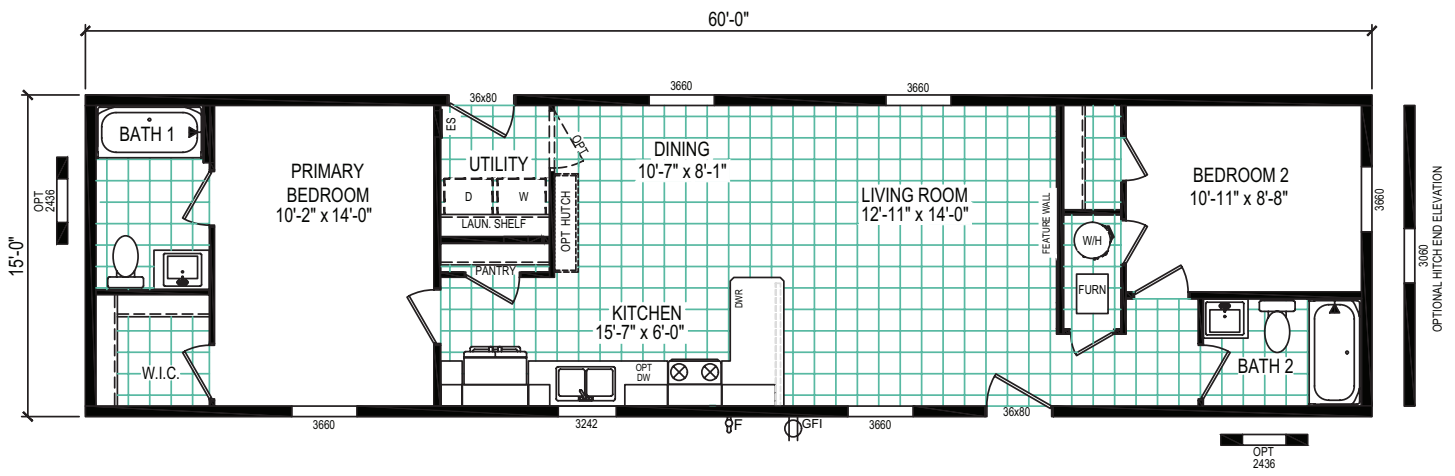 60'-0"
15'-0"
36x80
3660
3660
BATH 1
ES
UTILITY
OPT
DINING
10'-7" x 8'-1"
PRIMARY
BEDROOM
10'-2" x 14'-0"
D
W
LAUN. SHELF
OPT HUTCH
LIVING ROOM
12'-11" x 14'-0"
FEATURE WALL
BEDROOM 2
10'-11" x 8'-8"
3660
OPT
2436
W/H
FURN
3060
OPTIONAL HITCH END ELEVATION
PANTRY
KITCHEN
15'-7" x 6'-0"
DWR
W.I.C.
OPT
DW
BATH 2
3660
3242
F
GFI
3660
36x80
OPT
2436